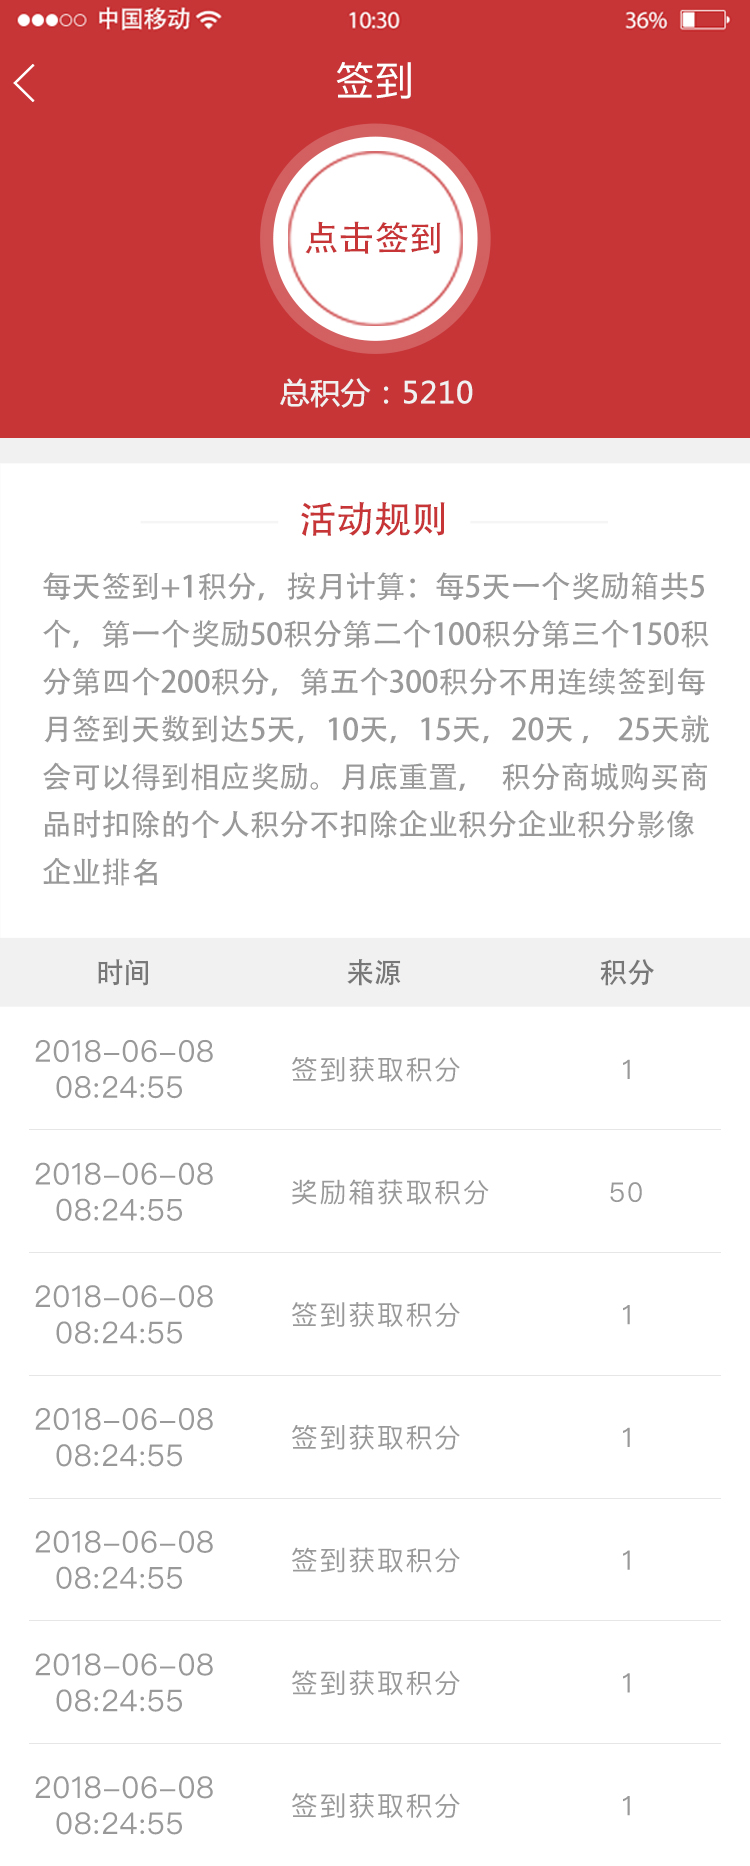 中国移动 10:30 36%
签到
点击签到
总积分：5210
活动规则
每天签到+1积分，按月计算：每5天一个奖励箱共5
个，第一个奖励50积分第二个100积分第三个150积
分第四个200积分，第五个300积分不用连续签到每
月签到天数到达5天，10天，15天，20天 ， 25天就
会可以得到相应奖励。月底重置， 积分商城购买商
品时扣除的个人积分不扣除企业积分企业积分影像
企业排名
时间 来源 积分
2018-06-08
08:24:55 签到获取积分 1
2018-06-08
08:24:55 奖励箱获取积分 50
2018-06-08
08:24:55 签到获取积分 1
2018-06-08
08:24:55 签到获取积分 1
2018-06-08
08:24:55 签到获取积分 1
2018-06-08
08:24:55 签到获取积分 1
2018-06-08
08:24:55 签到获取积分 1